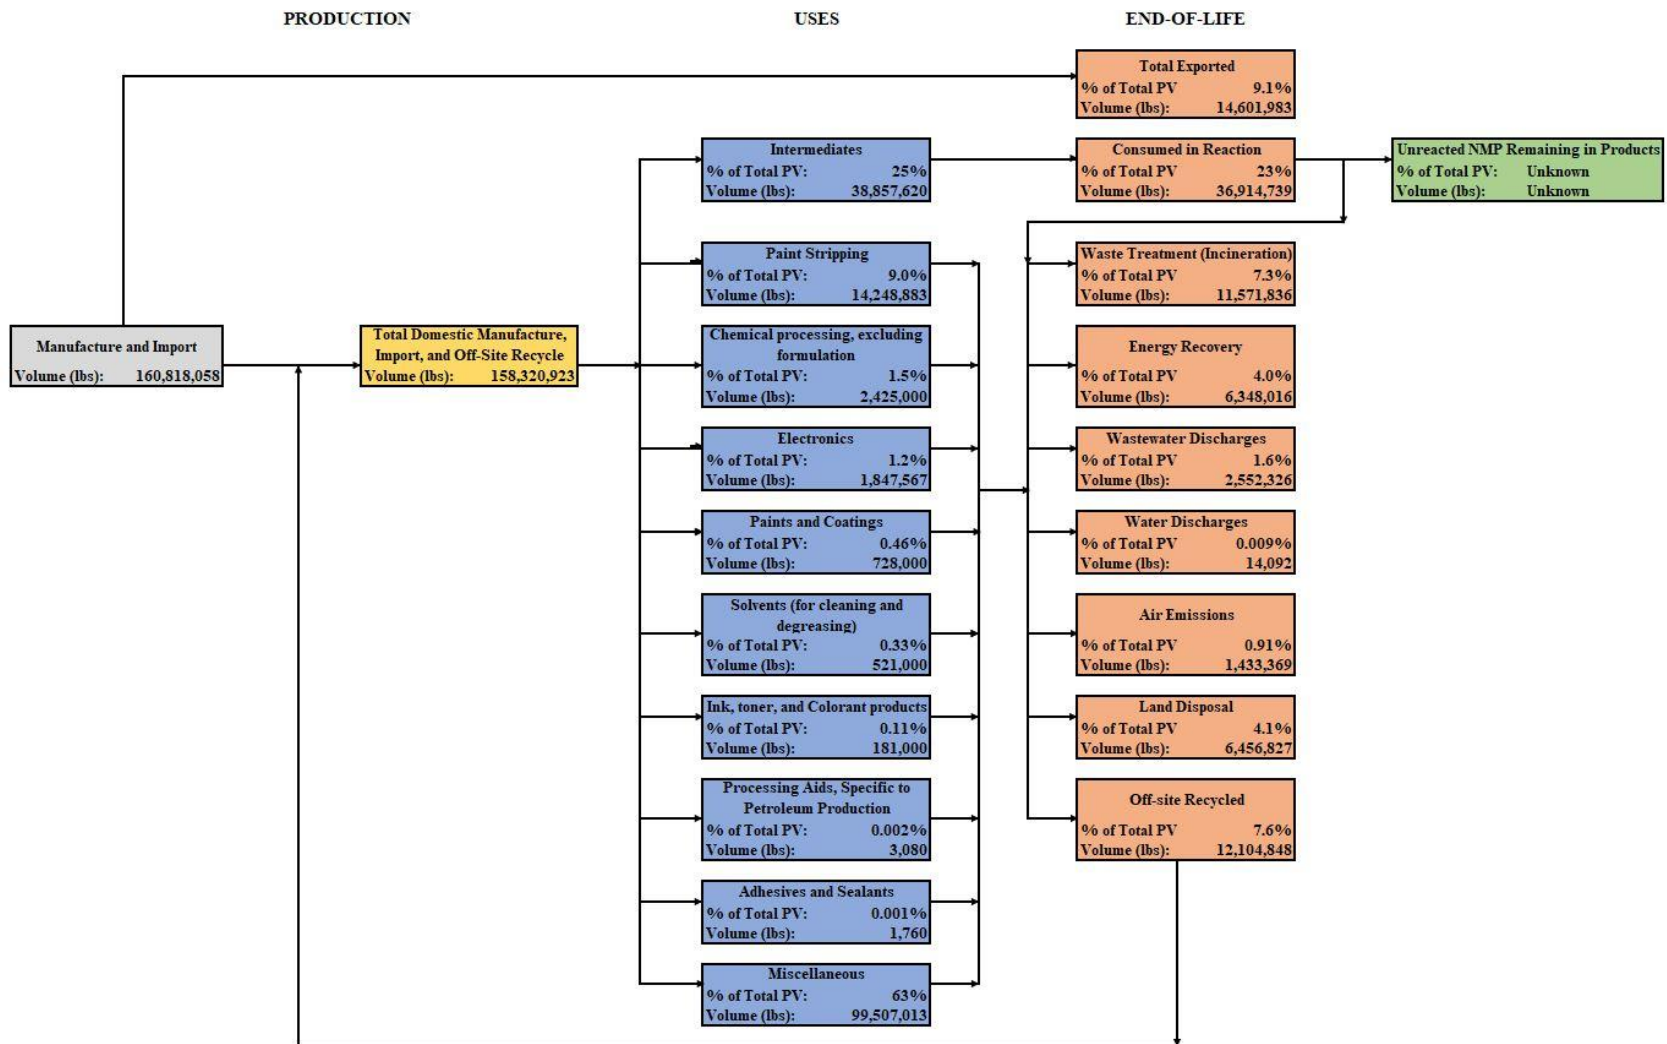 PRODUCTION
USES
END-OF-LIFE
Total Exported
% of Total PV 9.1%
Volume (lbs): 14,601,983
Intermediates
% of Total PV: 25%
Volume (lbs): 38,857,620
Consumed in Reaction
% of Total PV 23%
Volume (lbs): 36,914,739
Unreacted NMP Remaining in Products
% of Total PV: Unknown
Volume (lbs): Unknown
Paint Stripping
% of Total PV: 9.0%
Volume (lbs): 14,248,883
Waste Treatment (Incineration)
% of Total PV 7.3%
Volume (lbs): 11,571,836
Manufacture and Import
Volume (lbs): 160,818,058
Total Domestic Manufacture,
Import, and Off-Site Recycle
Volume (lbs): 158,320,923
Chemical processing, excluding
formulation
% of Total PV: 1.5%
Volume (lbs): 2,425,000
Energy Recovery
% of Total PV 4.0%
Volume (lbs): 6,348,016
Electronics
% of Total PV: 1.2%
Volume (lbs): 1,847,567
Wastewater Discharges
% of Total PV 1.6%
Volume (lbs): 2,552,326
Paints and Coatings
% of Total PV: 0.46%
Volume (lbs): 728,000
Water Discharges
% of Total PV 0.009%
Volume (lbs): 14,092
Solvents (for cleaning and
degreasing)
% of Total PV: 0.33%
Volume (lbs): 521,000
Air Emissions
% of Total PV 0.91%
Volume (lbs): 1,433,369
Ink, toner, and Colorant products
% of Total PV: 0.11%
Volume (lbs): 181,000
Land Disposal
% of Total PV 4.1%
Volume (lbs): 6,456,827
Processing Aids, Specific to
Petroleum Production
% of Total PV: 0.002%
Volume (lbs): 3,080
Off-site Recycled
% of Total PV 7.6%
Volume (lbs): 12,104,848
Adhesives and Sealants
% of Total PV: 0.001%
Volume (lbs): 1,760
Miscellaneous
% of Total PV: 63%
Volume (lbs): 99,507,013